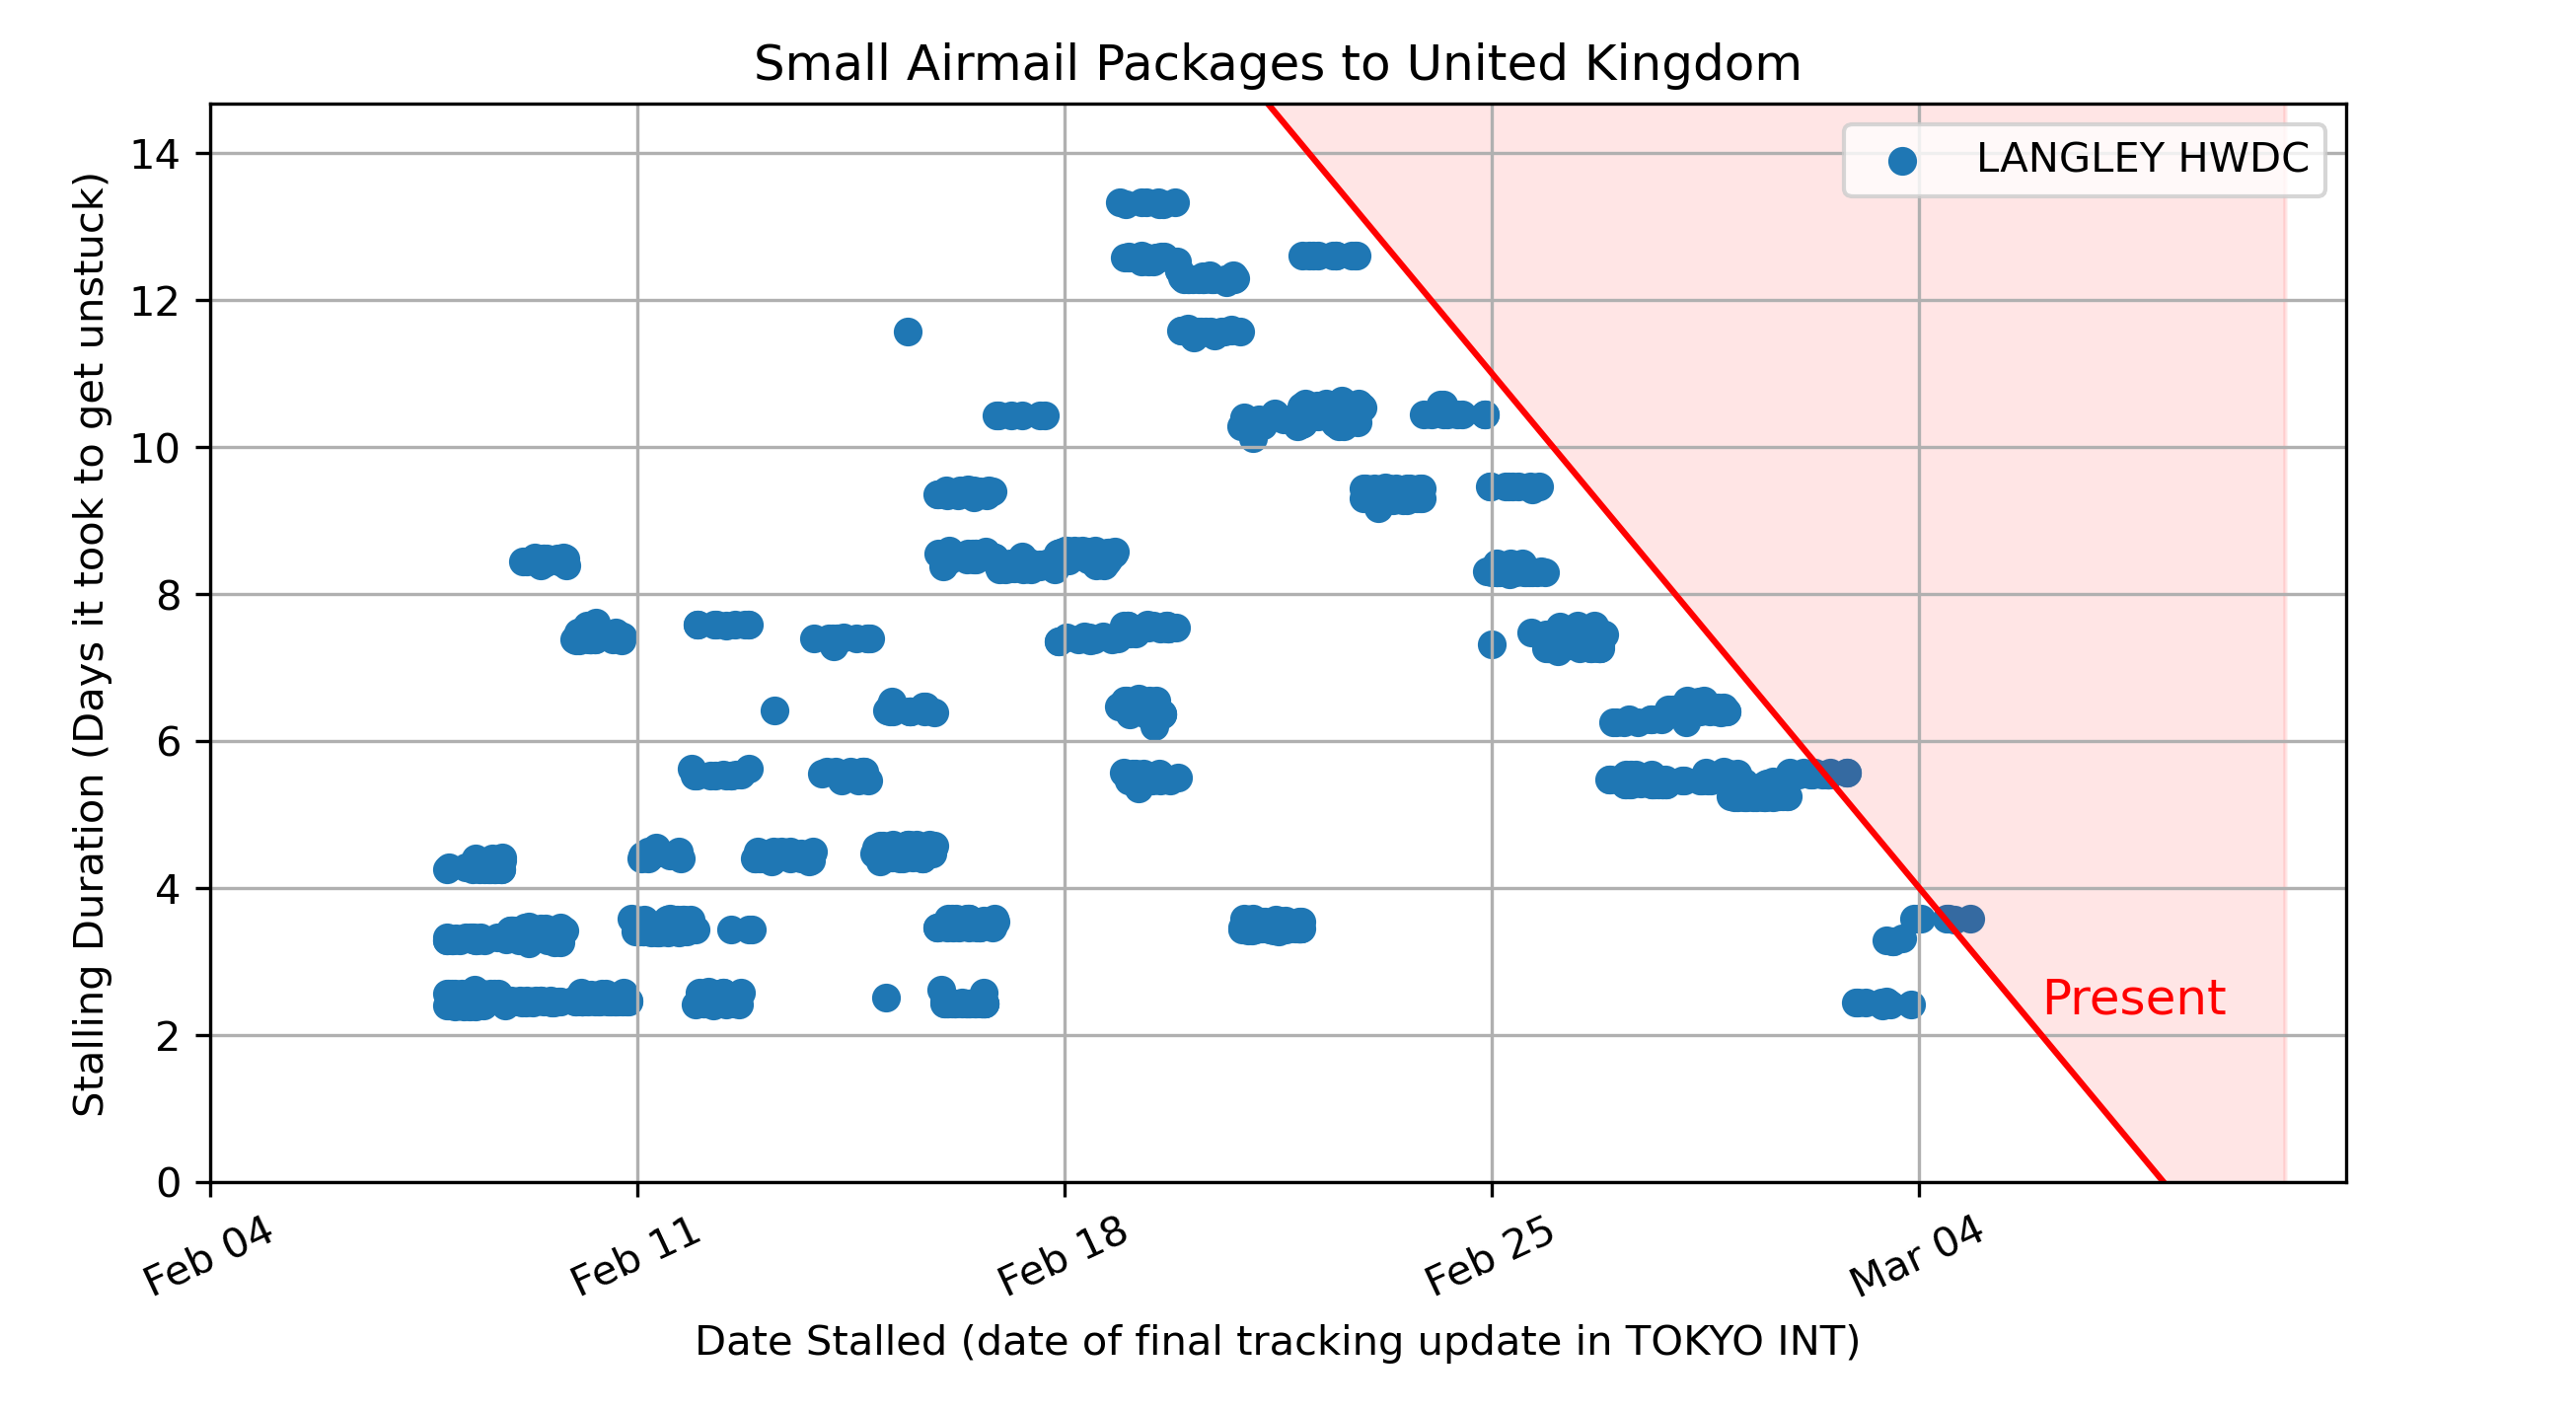 Small Airmail Packages to United Kingdom
LANGLEY HWDC
Stalling Duration (Days it took to get unstuck)
14
12
10
8
6
4
2
0
Present
Feb 04
Feb 11
Feb 18
Feb 25
Mar 04
Date Stalled (date of final tracking update in TOKYO INT)